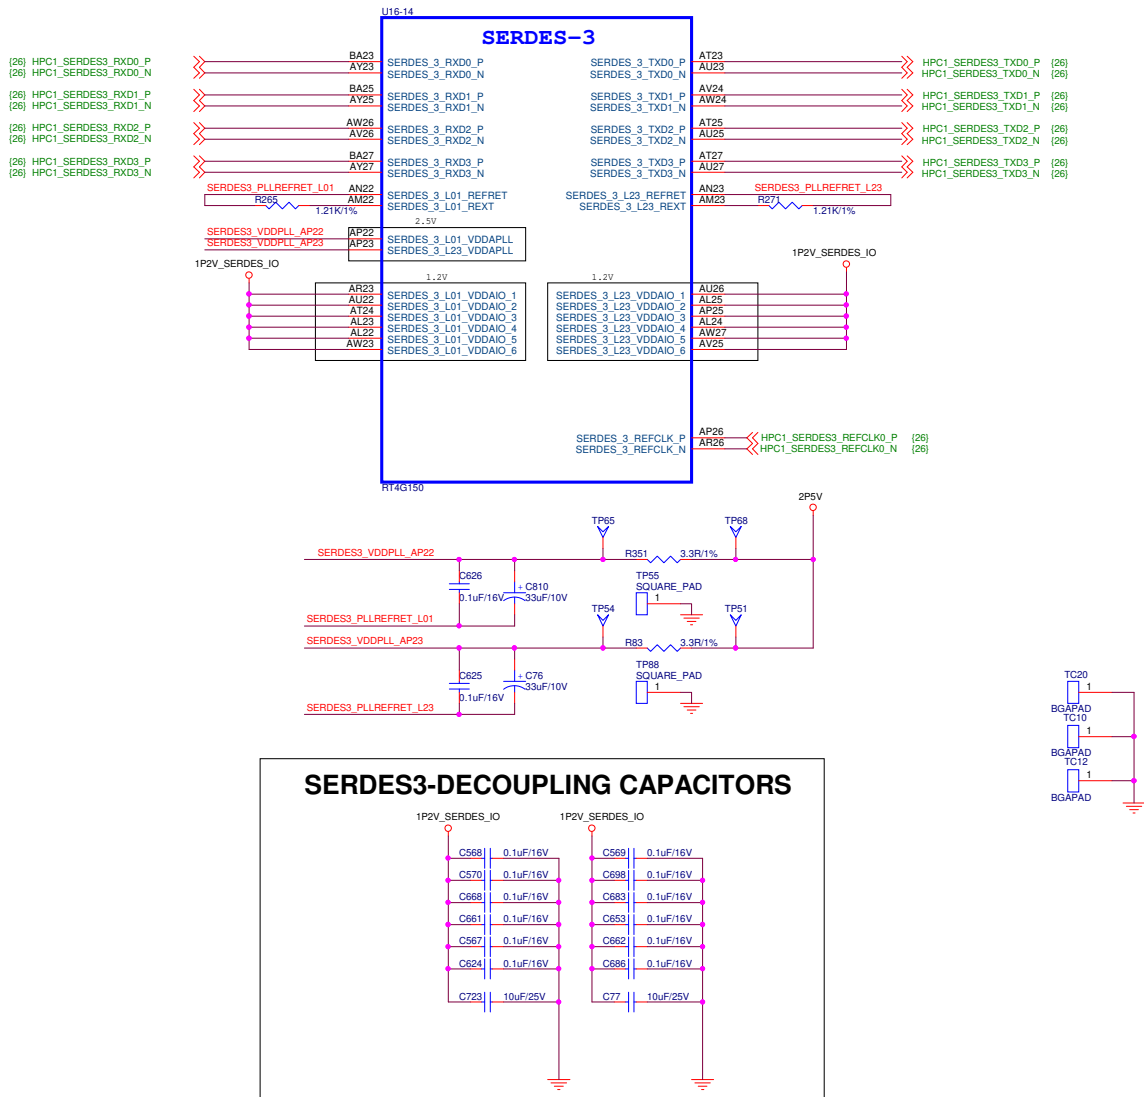 U16-14
SERDES-3
{26} HPC1_SERDES3_RXD0_P BA23 SERDES_3_RXD0_P SERDES_3_TXD0_P AT23 HPC1_SERDES3_TXD0_P {26}
{26} HPC1_SERDES3_RXD0_N AY23 SERDES_3_RXD0_N SERDES_3_TXD0_N AU23 HPC1_SERDES3_TXD0_N {26}
{26} HPC1_SERDES3_RXD1_P BA25 SERDES_3_RXD1_P SERDES_3_TXD1_P AV24 HPC1_SERDES3_TXD1_P {26}
{26} HPC1_SERDES3_RXD1_N AY25 SERDES_3_RXD1_N SERDES_3_TXD1_N AW24 HPC1_SERDES3_TXD1_N {26}
{26} HPC1_SERDES3_RXD2_P AW26 SERDES_3_RXD2_P SERDES_3_TXD2_P AT25 HPC1_SERDES3_TXD2_P {26}
{26} HPC1_SERDES3_RXD2_N AV26 SERDES_3_RXD2_N SERDES_3_TXD2_N AU25 HPC1_SERDES3_TXD2_N {26}
{26} HPC1_SERDES3_RXD3_P BA27 SERDES_3_RXD3_P SERDES_3_TXD3_P AT27 HPC1_SERDES3_TXD3_P {26}
{26} HPC1_SERDES3_RXD3_N AY27 SERDES_3_RXD3_N SERDES_3_TXD3_N AU27 HPC1_SERDES3_TXD3_N {26}
SERDES3_PLLREFRET_L01 AN22 SERDES_3_L01_REFRET SERDES_3_L23_REFRET AN23 SERDES3_PLLREFRET_L23
R265 1.21K/1% AM22 SERDES_3_L01_REXT SERDES_3_L23_REXT AM23 R271 1.21K/1%
2.5V
SERDES3_VDDPLL_AP22 AP22 SERDES_3_L01_VDDAPLL
SERDES3_VDDPLL_AP23 AP23 SERDES_3_L23_VDDAPLL
1P2V_SERDES_IO 1P2V_SERDES_IO
1.2V 1.2V
AR23 SERDES_3_L01_VDDAIO_1 SERDES_3_L23_VDDAIO_1 AU26
AU22 SERDES_3_L01_VDDAIO_2 SERDES_3_L23_VDDAIO_2 AL25
AT24 SERDES_3_L01_VDDAIO_3 SERDES_3_L23_VDDAIO_3 AP25
AL23 SERDES_3_L01_VDDAIO_4 SERDES_3_L23_VDDAIO_4 AL24
AL22 SERDES_3_L01_VDDAIO_5 SERDES_3_L23_VDDAIO_5 AW27
AW23 SERDES_3_L01_VDDAIO_6 SERDES_3_L23_VDDAIO_6 AV25
SERDES_3_REFCLK_P AP26 HPC1_SERDES3_REFCLK0_P {26}
SERDES_3_REFCLK_N AR26 HPC1_SERDES3_REFCLK0_N {26}
RT4G150
2P5V
TP65 TP68
SERDES3_VDDPLL_AP22 R351 3.3R/1%
C626 0.1uF/16V
+ C810 33uF/10V
TP55
SQUARE_PAD
1
SERDES3_PLLREFRET_L01 TP54 TP51
SERDES3_VDDPLL_AP23 R83 3.3R/1%
C625 0.1uF/16V
+ C76 33uF/10V
TP88
SQUARE_PAD
1
SERDES3_PLLREFRET_L23
TC20
1
BGAPAD
TC10
1
BGAPAD
TC12
1
BGAPAD
SERDES3-DECOUPLING CAPACITORS
1P2V_SERDES_IO 1P2V_SERDES_IO
C568 0.1uF/16V C569 0.1uF/16V
C570 0.1uF/16V C698 0.1uF/16V
C668 0.1uF/16V C683 0.1uF/16V
C661 0.1uF/16V C653 0.1uF/16V
C567 0.1uF/16V C662 0.1uF/16V
C624 0.1uF/16V C686 0.1uF/16V
C723 10uF/25V C77 10uF/25V